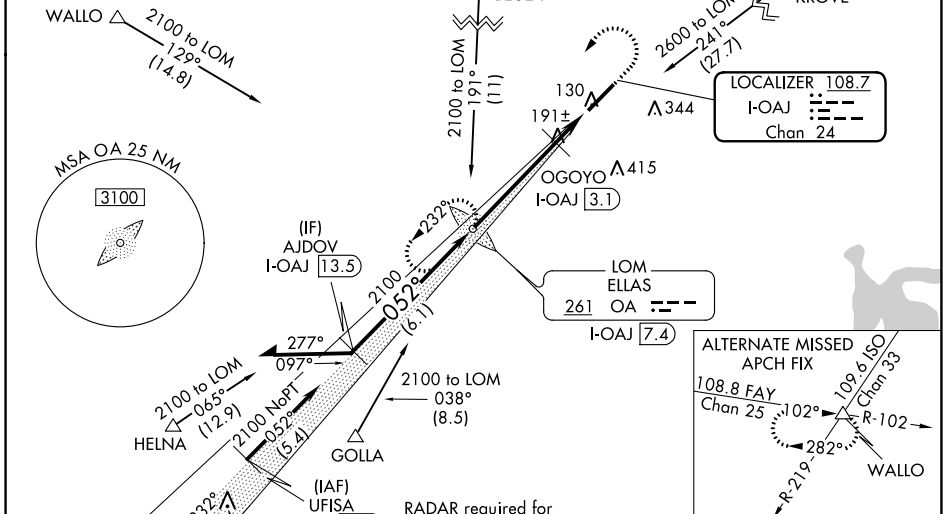 WALLO
2100 to LOM
129°
(14.8)
2100 to LOM
191°
(11)
2600 to LOM
241°
(27.7)
LOCALIZER 108.7
I-OAJ
Chan 24
130
344
191±
MSA OA 25 NM
3100
OGOYO
415
I-OAJ 3.1
232°
(IF)
AJDOV
I-OAJ 13.5
2100
052°
(6.1)
LOM
ELLAS
261 OA
I-OAJ 7.4
277°
097°
2100 to LOM
065°
(12.9)
HELNA
2100 NoPT
052°
(5.4)
2100 to LOM
038°
(8.5)
GOLLA
(IAF)
UFISA
RADAR required for
ALTERNATE MISSED
APCH FIX
109.6 ISO
Chan 33
108.8 FAY
Chan 25
102°
R-102
282°
WALLO
R-219